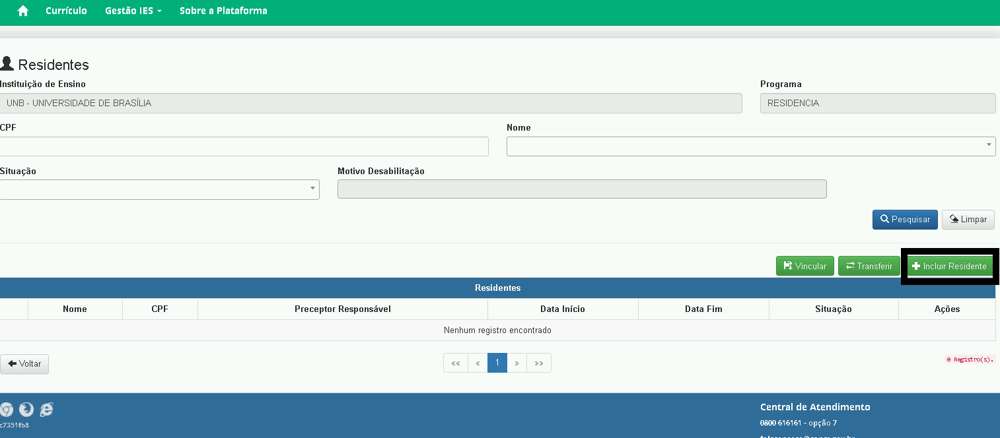 Currículo Gestão IES Sobre a Plataforma
Residentes
Instituição de Ensino Programa
UNB - UNIVERSIDADE DE BRASÍLIA RESIDENCIA
CPF Nome
Situação Motivo Desabilitação
Pesquisar Limpar
Vincular Transferir Incluir Residente
Residentes
Nome CPF Preceptor Responsável Data Início Data Fim Situação Ações
Nenhum registro encontrado
Voltar «« « 1 » »» 0 Registro(s).
Central de Atendimento
c7351fb8 0800 616161 - opção 7